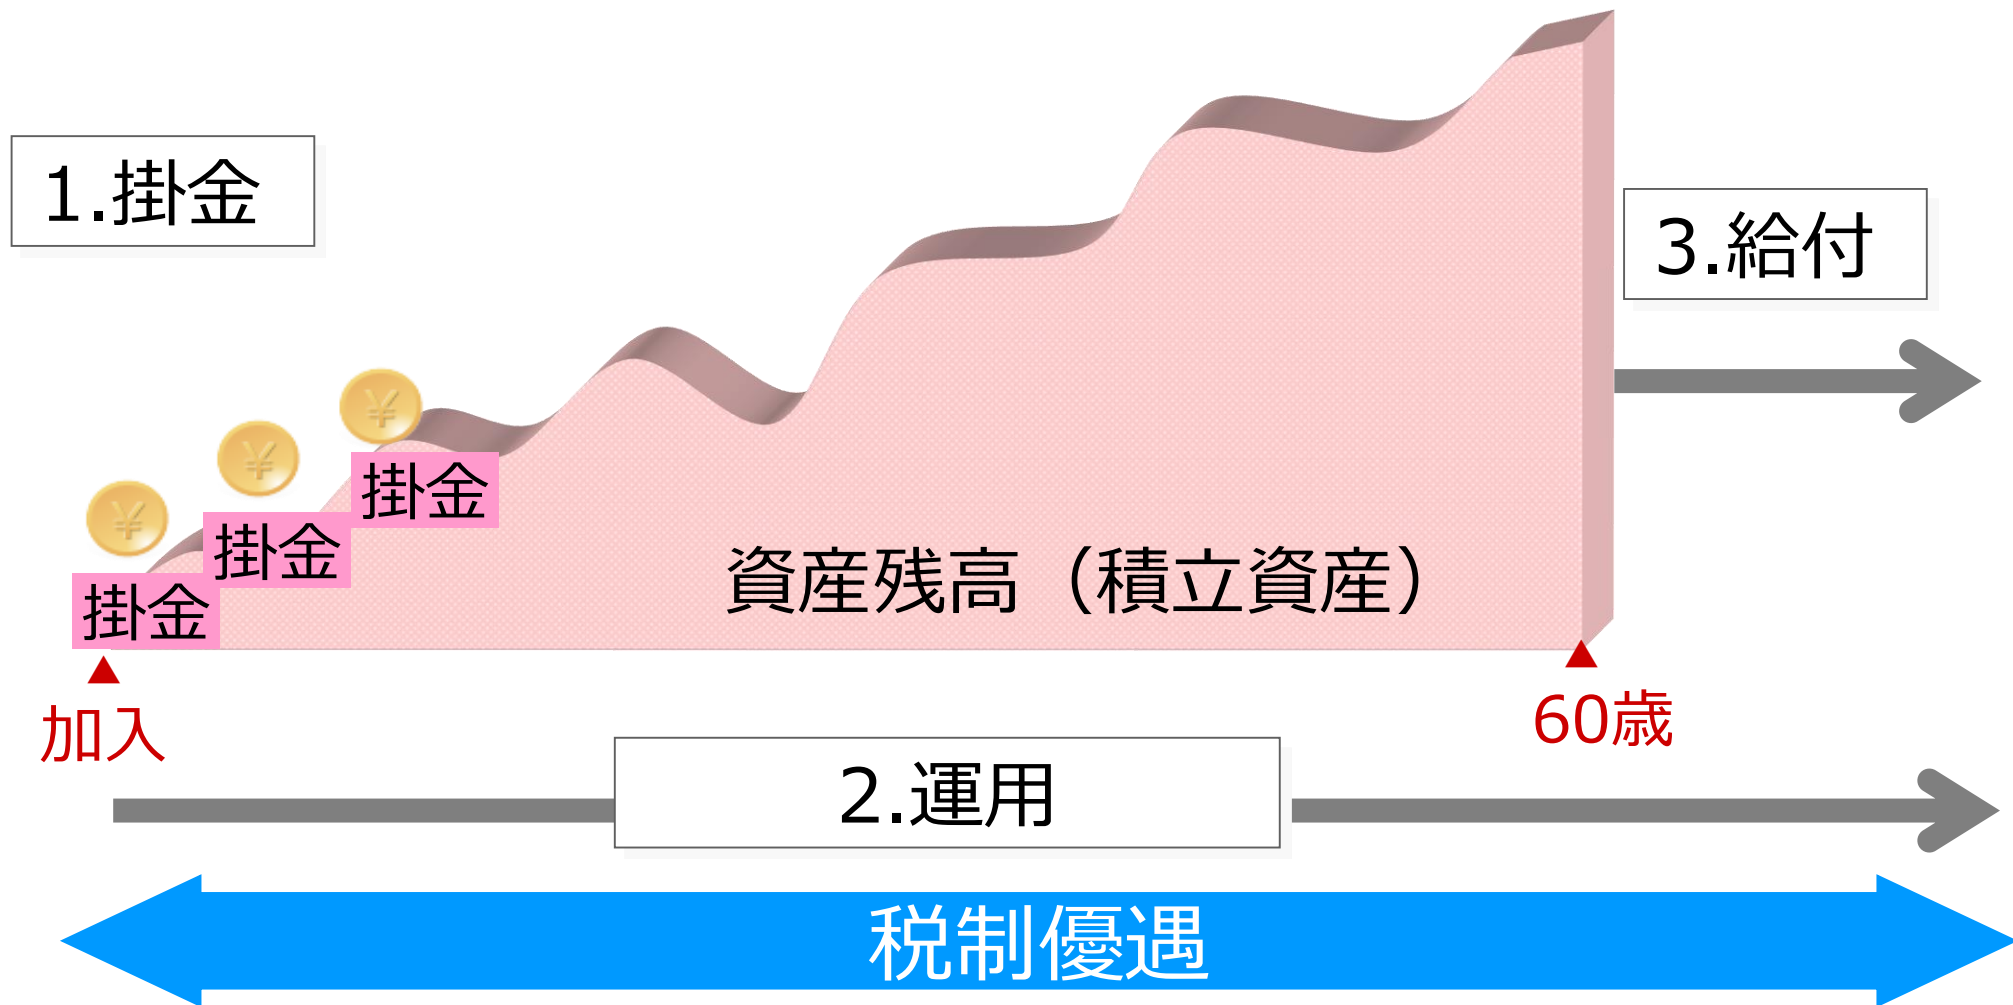 1.掛金
3.給付
¥
¥
¥
掛金
掛金
掛金
資産残高（積立資産）
加入
60歳
2.運用
税制優遇